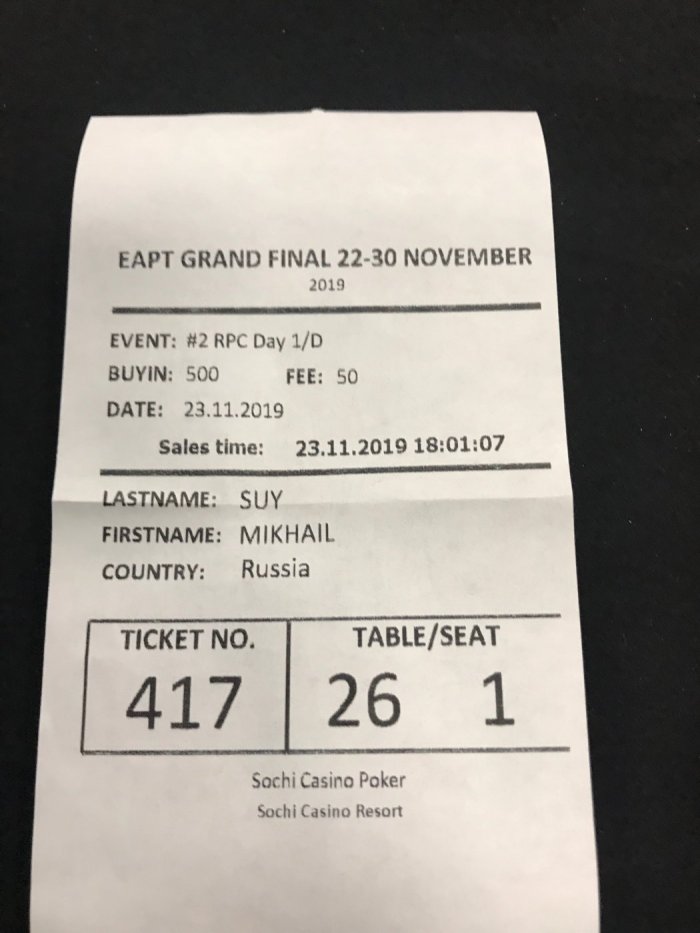 EAPT GRAND FINAL 22-30 NOVEMBER
2019
EVENT: #2 RPC Day 1/D
BUYIN: 500 FEE: 50
DATE: 23.11.2019
Sales time: 23.11.2019 18:01:07
LASTNAME: SUY
FIRSTNAME: MIKHAIL
COUNTRY: Russia
TICKET NO. TABLE/SEAT
417 26 1
Sochi Casino Poker
Sochi Casino Resort